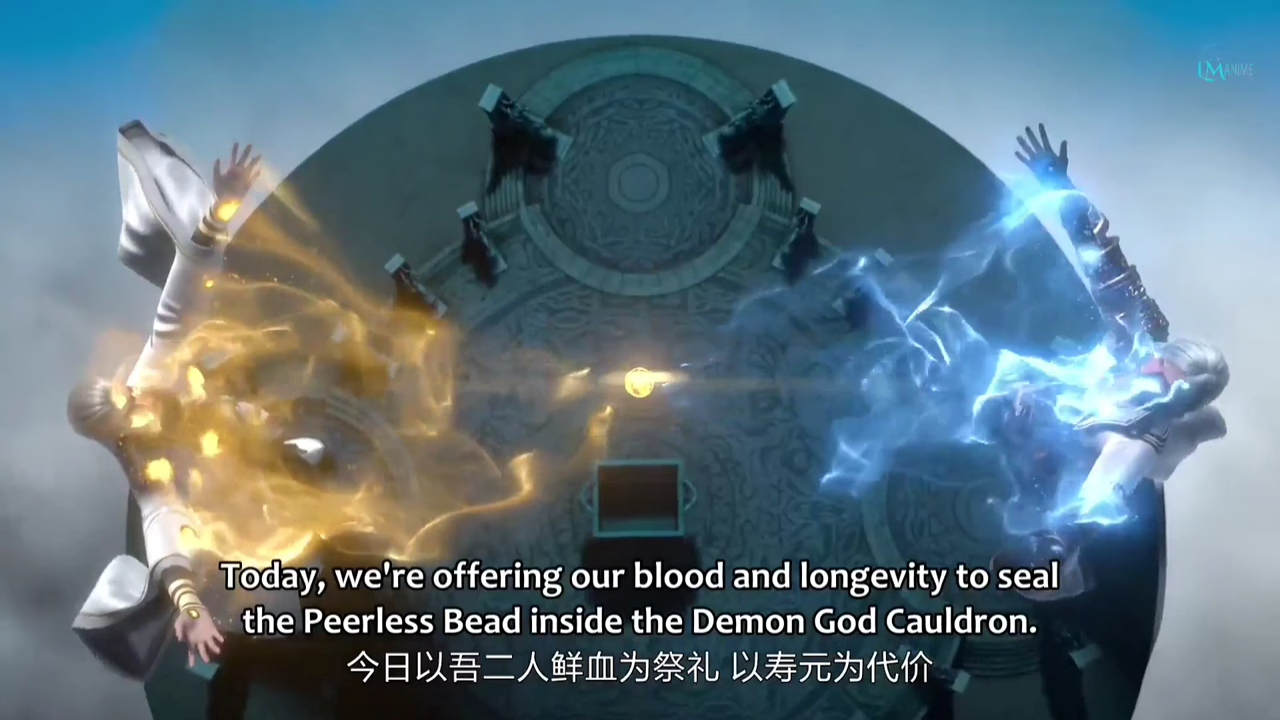 LMANIME
Today, we're offering our blood and longevity to seal
the Peerless Bead inside the Demon God Cauldron.
今日以吾二人鲜血为祭礼 以寿元为代价